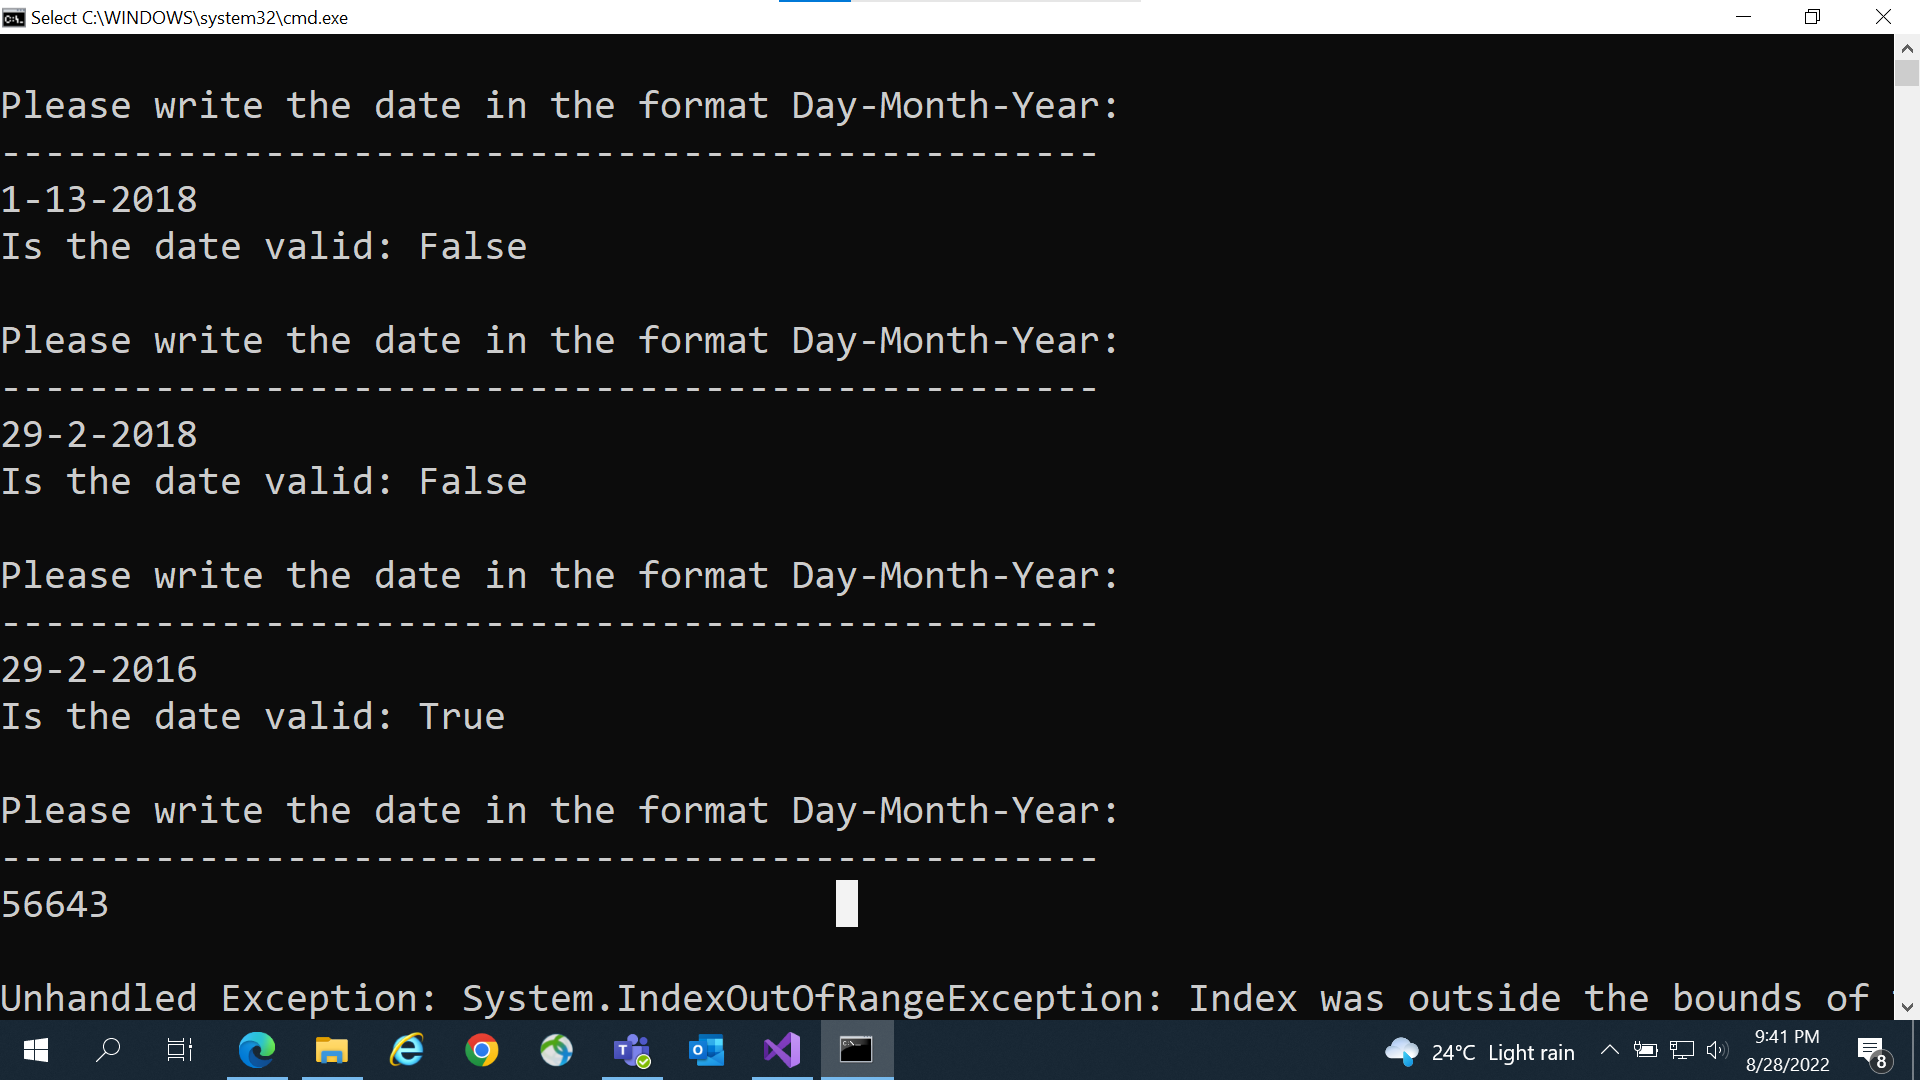 Select C:\WINDOWS\system32\cmd.exe
Please write the date in the format Day-Month-Year:
--------------------------------------------------
1-13-2018
Is the date valid: False
Please write the date in the format Day-Month-Year:
--------------------------------------------------
29-2-2018
Is the date valid: False
Please write the date in the format Day-Month-Year:
--------------------------------------------------
29-2-2016
Is the date valid: True
Please write the date in the format Day-Month-Year:
--------------------------------------------------
56643
Unhandled Exception: System.IndexOutOfRangeException: Index was outside the bounds of
24°C Light rain
9:41 PM
8/28/2022
8